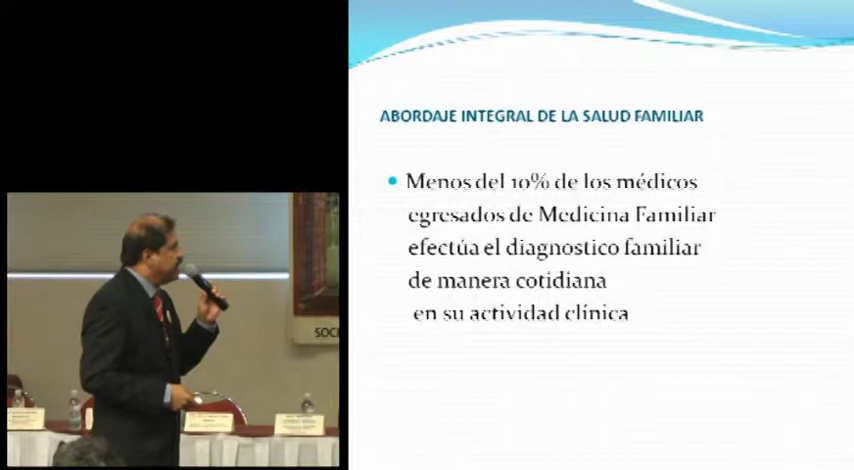 ABORDAJE INTEGRAL DE LA SALUD FAMILIAR
• Menos del 10% de los médicos
egresados de Medicina Familiar
efectúa el diagnostico familiar
de manera cotidiana
en su actividad clínica